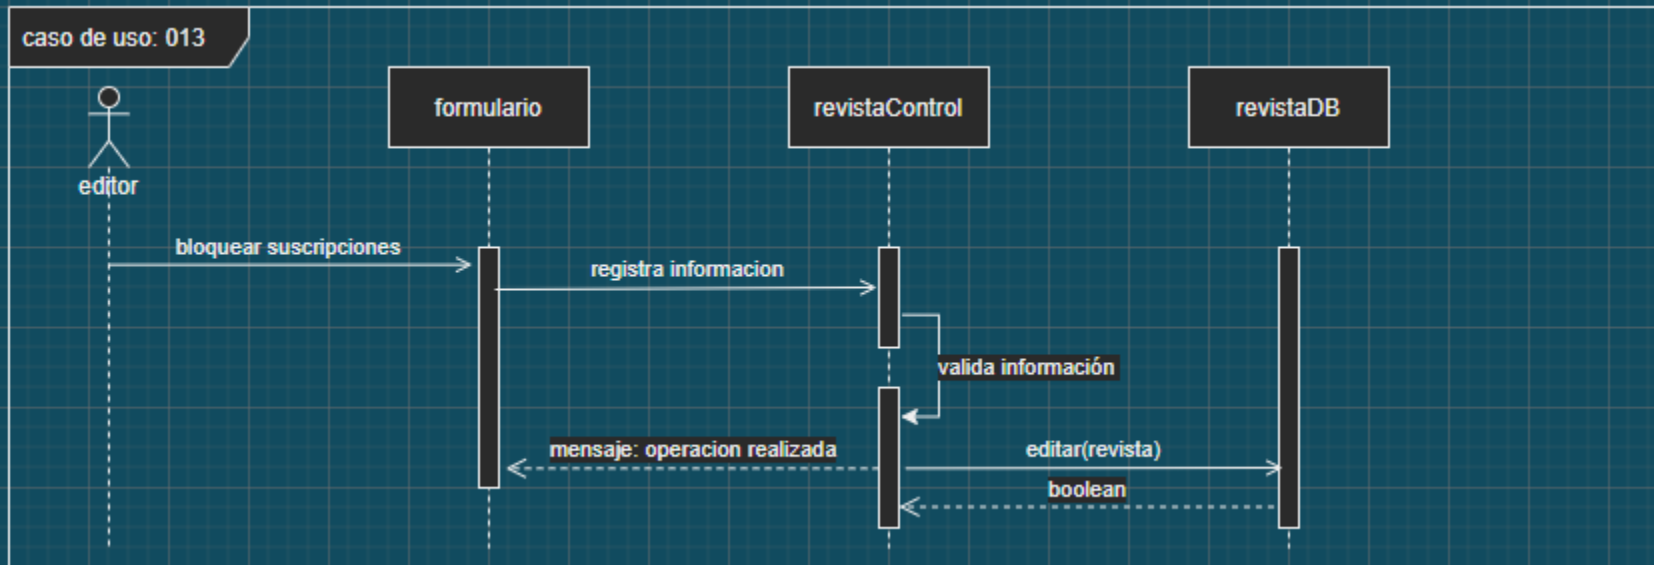 caso de uso: 013
formulario
revistaControl
revistaDB
editor
bloquear suscripciones
registra informacion
valida información
mensaje: operacion realizada
editar(revista)
boolean